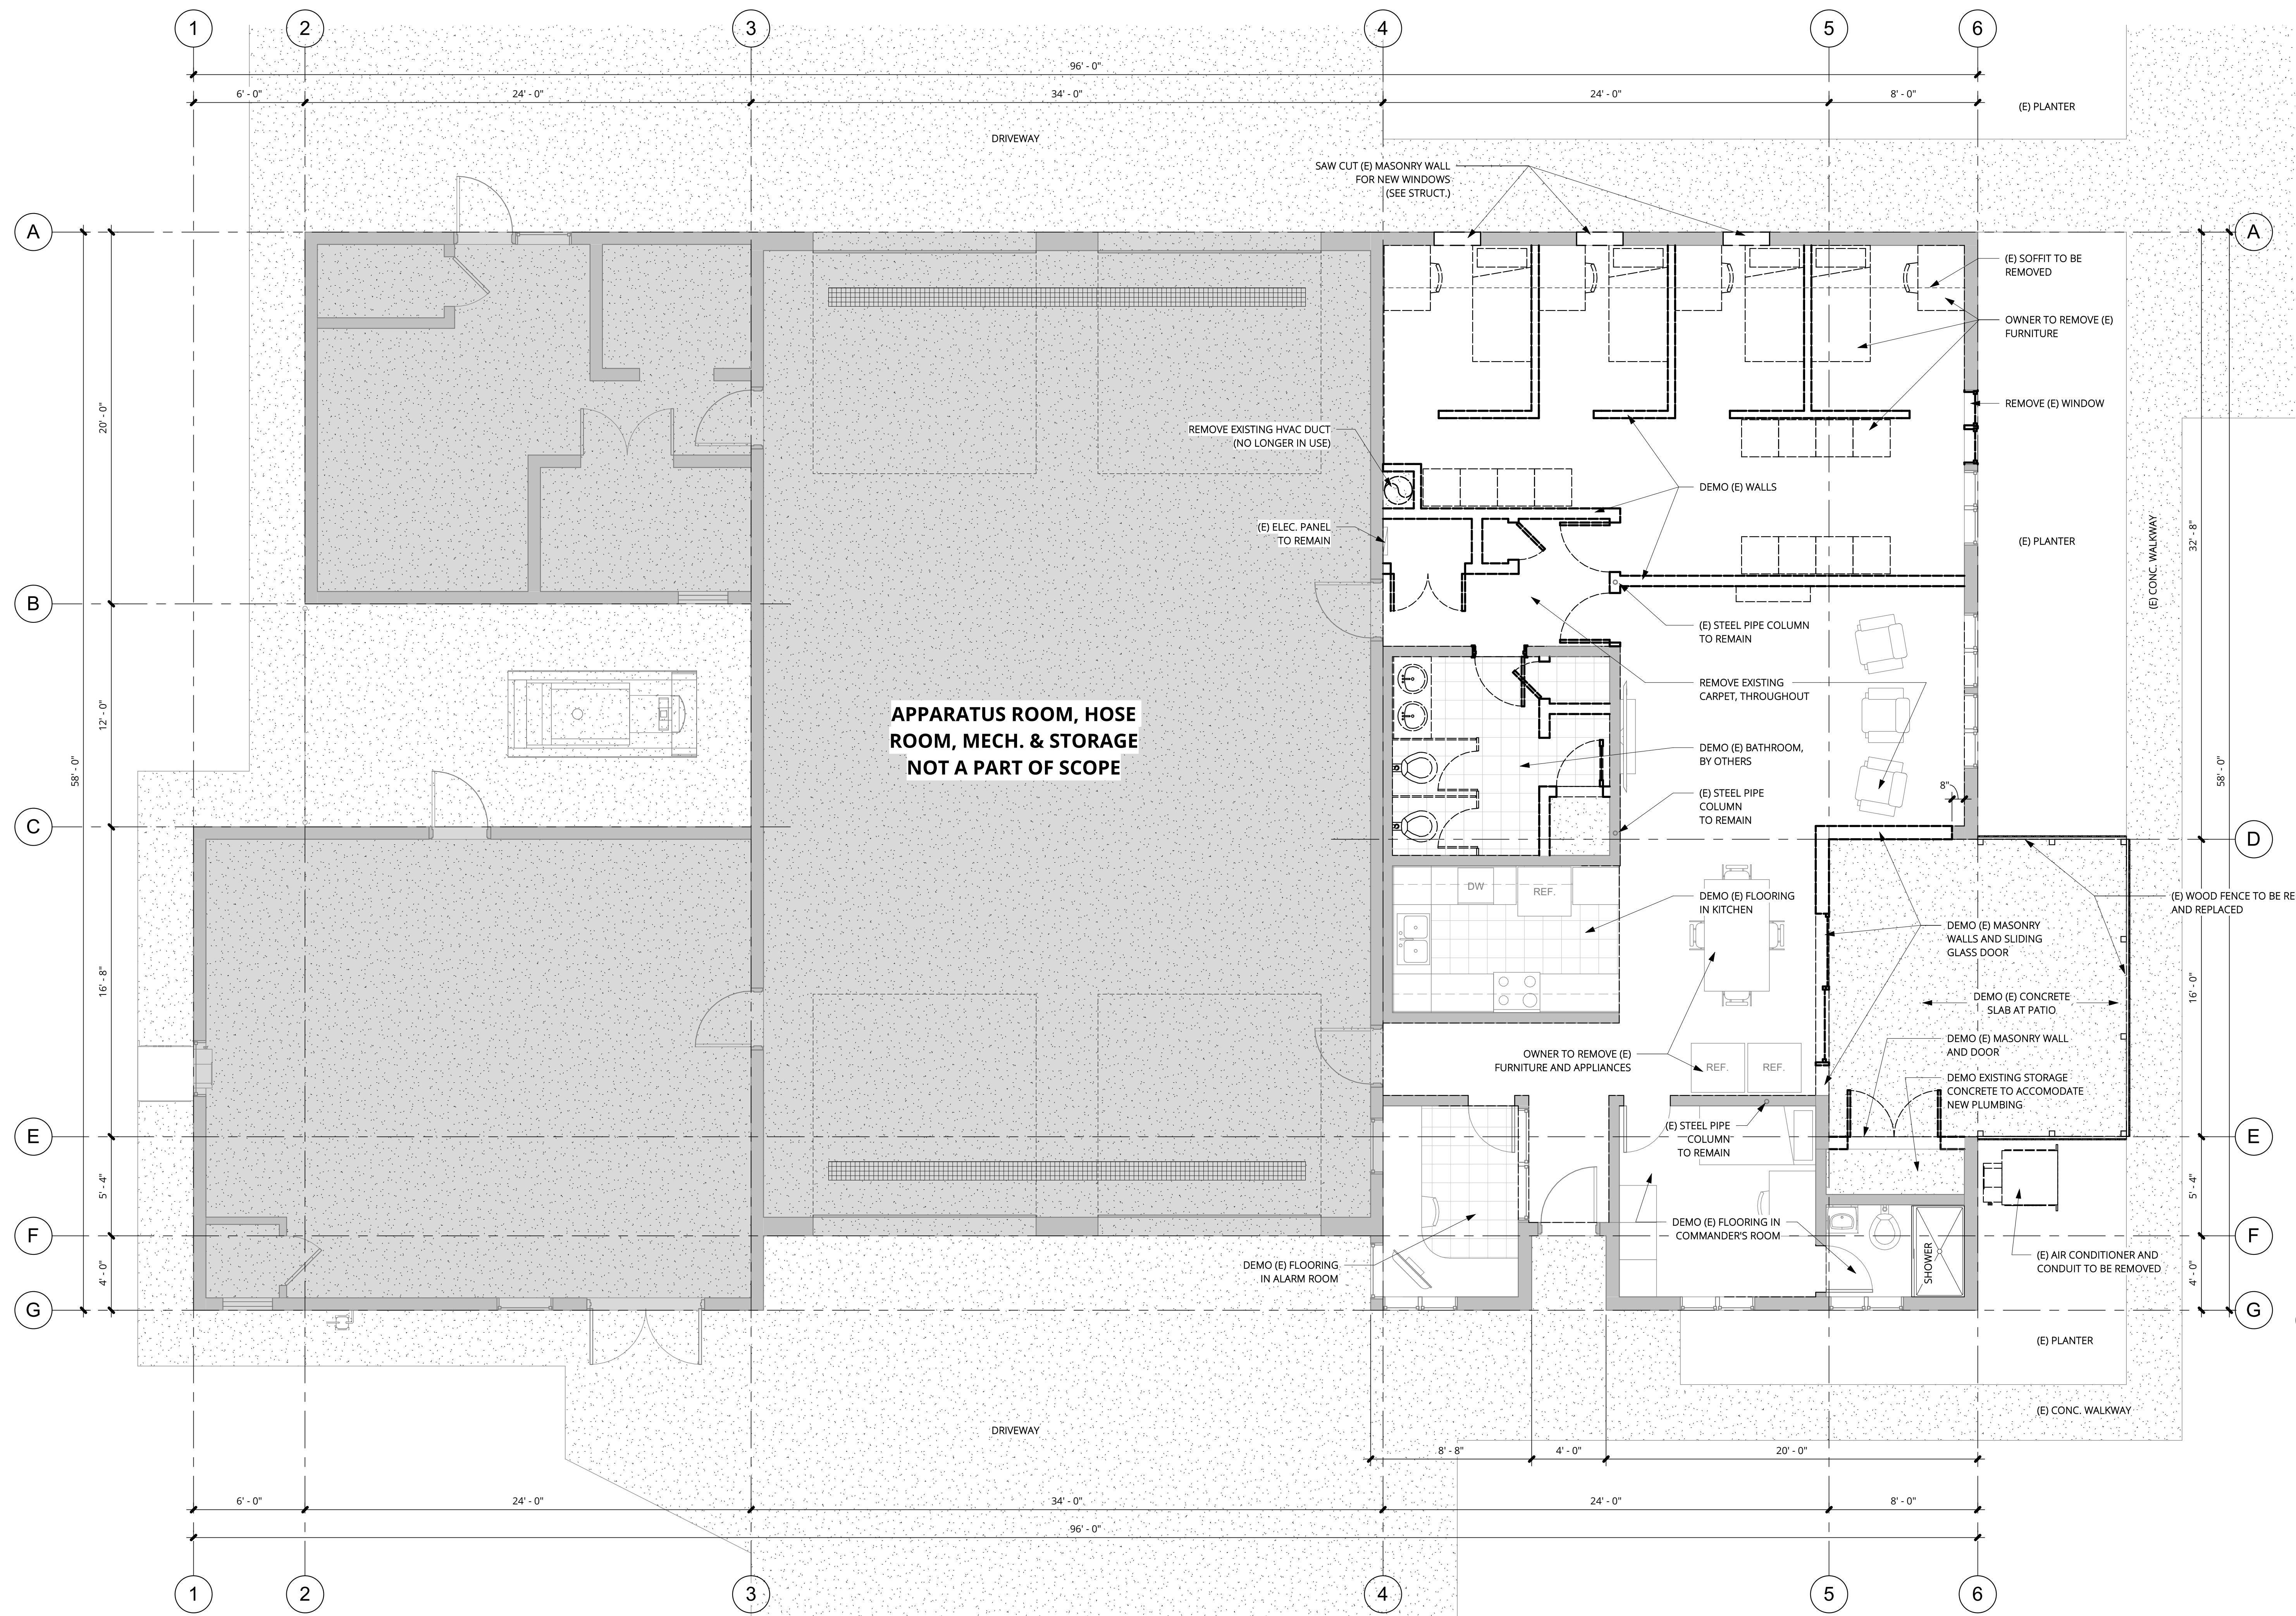 1
2
3
4
5
6
96' - 0"
6' - 0"
24' - 0"
34' - 0"
24' - 0"
8' - 0"
(E) PLANTER
DRIVEWAY
SAW CUT (E) MASONRY WALL
FOR NEW WINDOWS
(SEE STRUCT.)
A
A
(E) SOFFIT TO BE
REMOVED
OWNER TO REMOVE (E)
FURNITURE
REMOVE (E) WINDOW
20' - 0"
REMOVE EXISTING HVAC DUCT
(NO LONGER IN USE)
DEMO (E) WALLS
(E) ELEC. PANEL
TO REMAIN
(E) PLANTER
(E) CONC. WALKWAY
32' - 8"
B
(E) STEEL PIPE COLUMN
TO REMAIN
REMOVE EXISTING
CARPET, THROUGHOUT
12' - 0"
58' - 0"
APPARATUS ROOM, HOSE
ROOM, MECH. & STORAGE
NOT A PART OF SCOPE
DEMO (E) BATHROOM,
BY OTHERS
58' - 0"
(E) STEEL PIPE
COLUMN
TO REMAIN
8"
C
D
DW
REF.
DEMO (E) FLOORING
IN KITCHEN
(E) WOOD FENCE TO BE RE
AND REPLACED
DEMO (E) MASONRY
WALLS AND SLIDING
GLASS DOOR
16' - 8"
16' - 0"
DEMO (E) CONCRETE
SLAB AT PATIO
DEMO (E) MASONRY WALL
AND DOOR
OWNER TO REMOVE (E)
FURNITURE AND APPLIANCES
REF.
REF.
DEMO EXISTING STORAGE
CONCRETE TO ACCOMODATE
NEW PLUMBING
E
E
(E) STEEL PIPE
COLUMN
TO REMAIN
5' - 4"
5' - 4"
DEMO (E) FLOORING IN
COMMANDER'S ROOM
F
F
SHOWER
(E) AIR CONDITIONER AND
CONDUIT TO BE REMOVED
DEMO (E) FLOORING
IN ALARM ROOM
4' - 0"
4' - 0"
G
G
(E) PLANTER
(E) CONC. WALKWAY
DRIVEWAY
8' - 8"
4' - 0"
20' - 0"
6' - 0"
24' - 0"
34' - 0"
24' - 0"
8' - 0"
96' - 0"
1
2
3
4
5
6